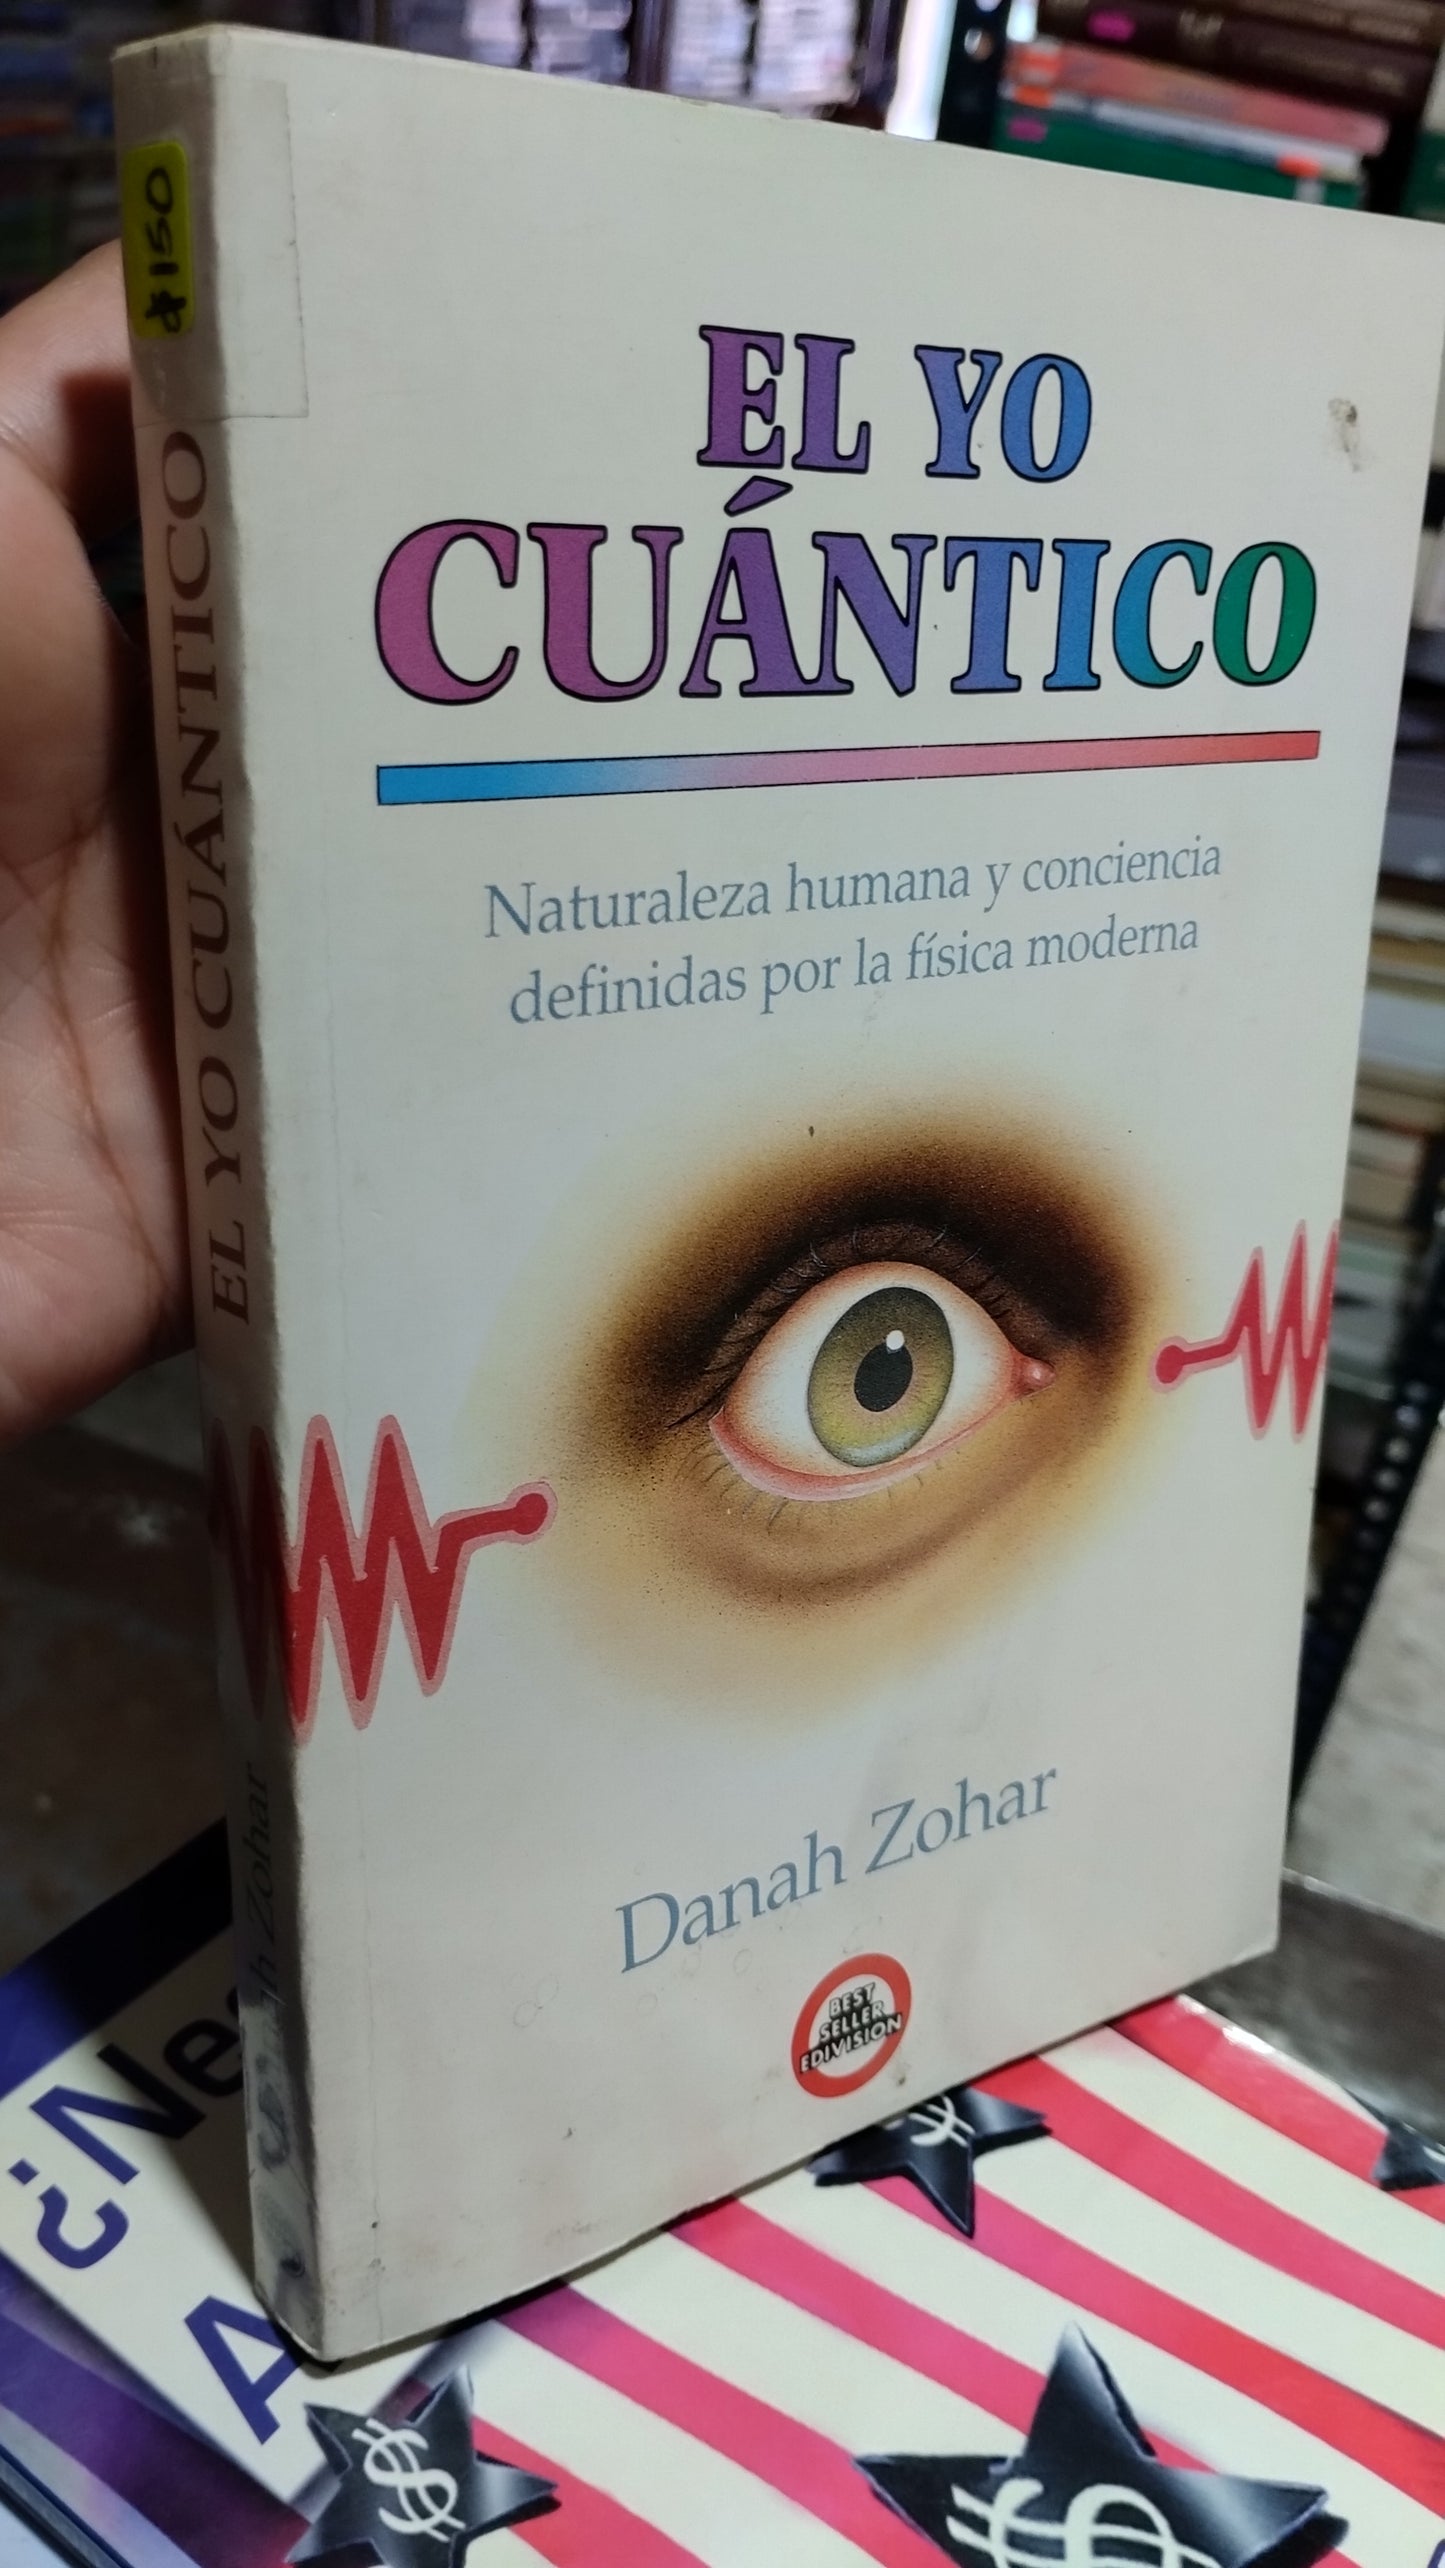 $150
EL YO CUÁNTICO
EL YO
CUÁNTICO
Naturaleza humana y conciencia
definidas por la física moderna
Danah Zohar
BEST
SELLER
EDIVISION
Zohar
$
$
$